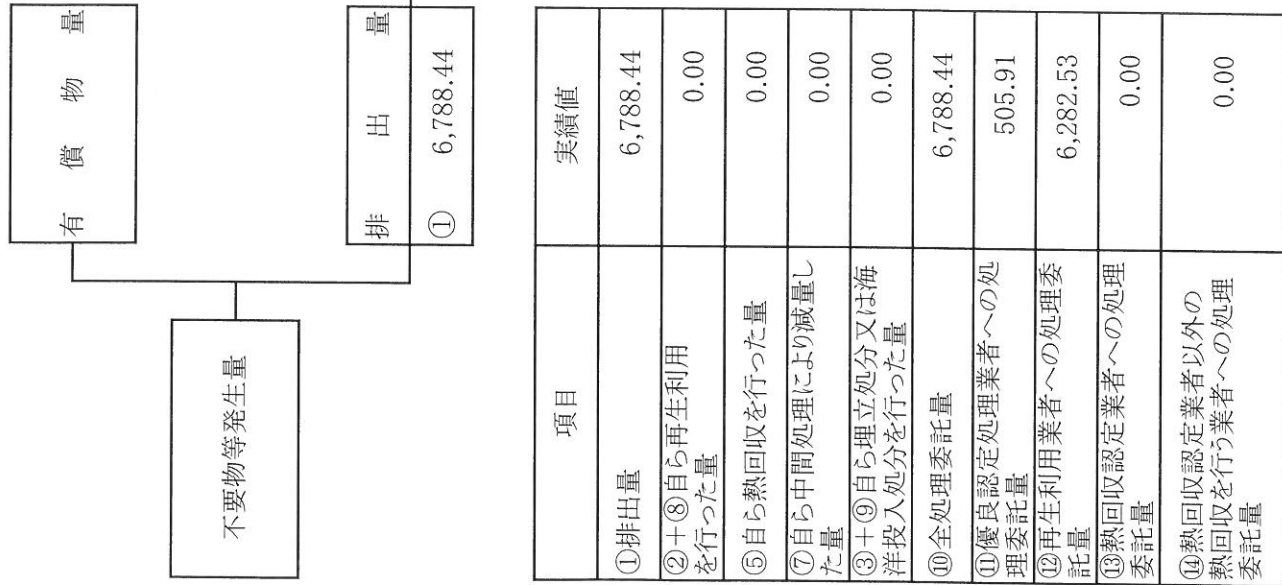 有償物量
不要物等発生量
排出量
① 6,788.44
項目 実績値
①排出量 6,788.44
②+⑧自ら再生利用
を行った量 0.00
⑤自ら熱回収を行った量 0.00
⑦自ら中間処理により減量し
た量 0.00
③+⑨自ら埋立処分又は海
洋投入処分を行った量 0.00
⑩全処理委託量 6,788.44
⑪優良認定処理業者への処
理委託量 505.91
⑫再生利用業者への処理委
託量 6,282.53
⑬熱回収認定業者への処理
委託量 0.00
⑭熱回収認定業者以外の
熱回収を行う業者への処理
委託量 0.00